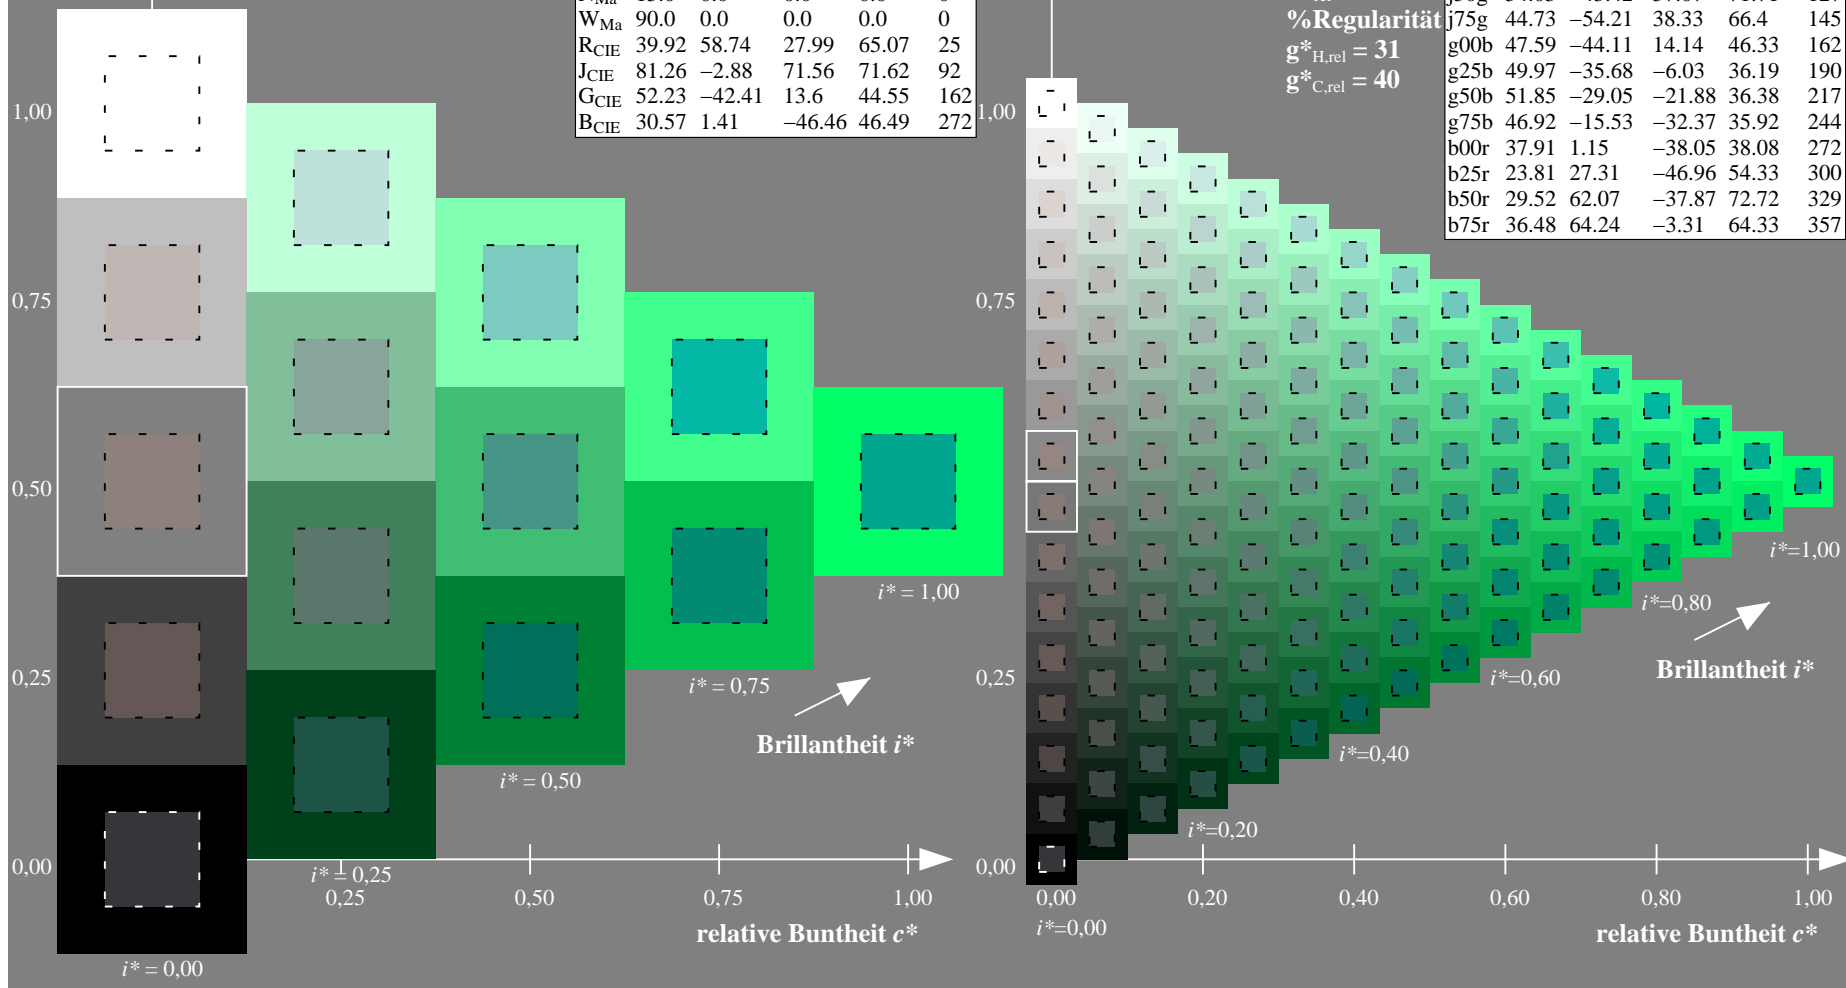 W_Ma 90.0 0.0 0.0 0.0 0
R_CIE 39.92 58.74 27.99 65.07 25
J_CIE 81.26 −2.88 71.56 71.62 92
G_CIE 52.23 −42.41 13.6 44.55 162
B_CIE 30.57 1.41 −46.46 46.49 272
1,00
0,75
0,50
0,25
0,00
i* = 1,00
i* = 0,75
Brillantheit i*
i* = 0,50
i* = 0,25
0,25 0,50 0,75 1,00
relative Buntheit c*
i* = 0,00
%Regularität
g*_H,rel = 31
g*_C,rel = 40
j75g 44.73 −54.21 38.33 66.4 145
g00b 47.59 −44.11 14.14 46.33 162
g25b 49.97 −35.68 −6.03 36.19 190
g50b 51.85 −29.05 −21.88 36.38 217
g75b 46.92 −15.53 −32.37 35.92 244
b00r 37.91 1.15 −38.05 38.08 272
b25r 23.81 27.31 −46.96 54.33 300
b50r 29.52 62.07 −37.87 72.72 329
b75r 36.48 64.24 −3.31 64.33 357
1,00
0,75
0,50
0,25
0,00
i*=1,00
i*=0,80
Brillantheit i*
i*=0,60
i*=0,40
i*=0,20
0,00 0,20 0,40 0,60 0,80 1,00
i*=0,00
relative Buntheit c*